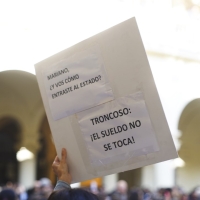 MARIANO,
¿Y VOS CÓMO
ENTRASTE AL ESTADO?
TRONCOSO:
¡EL SUELDO NO
SE TOCA!